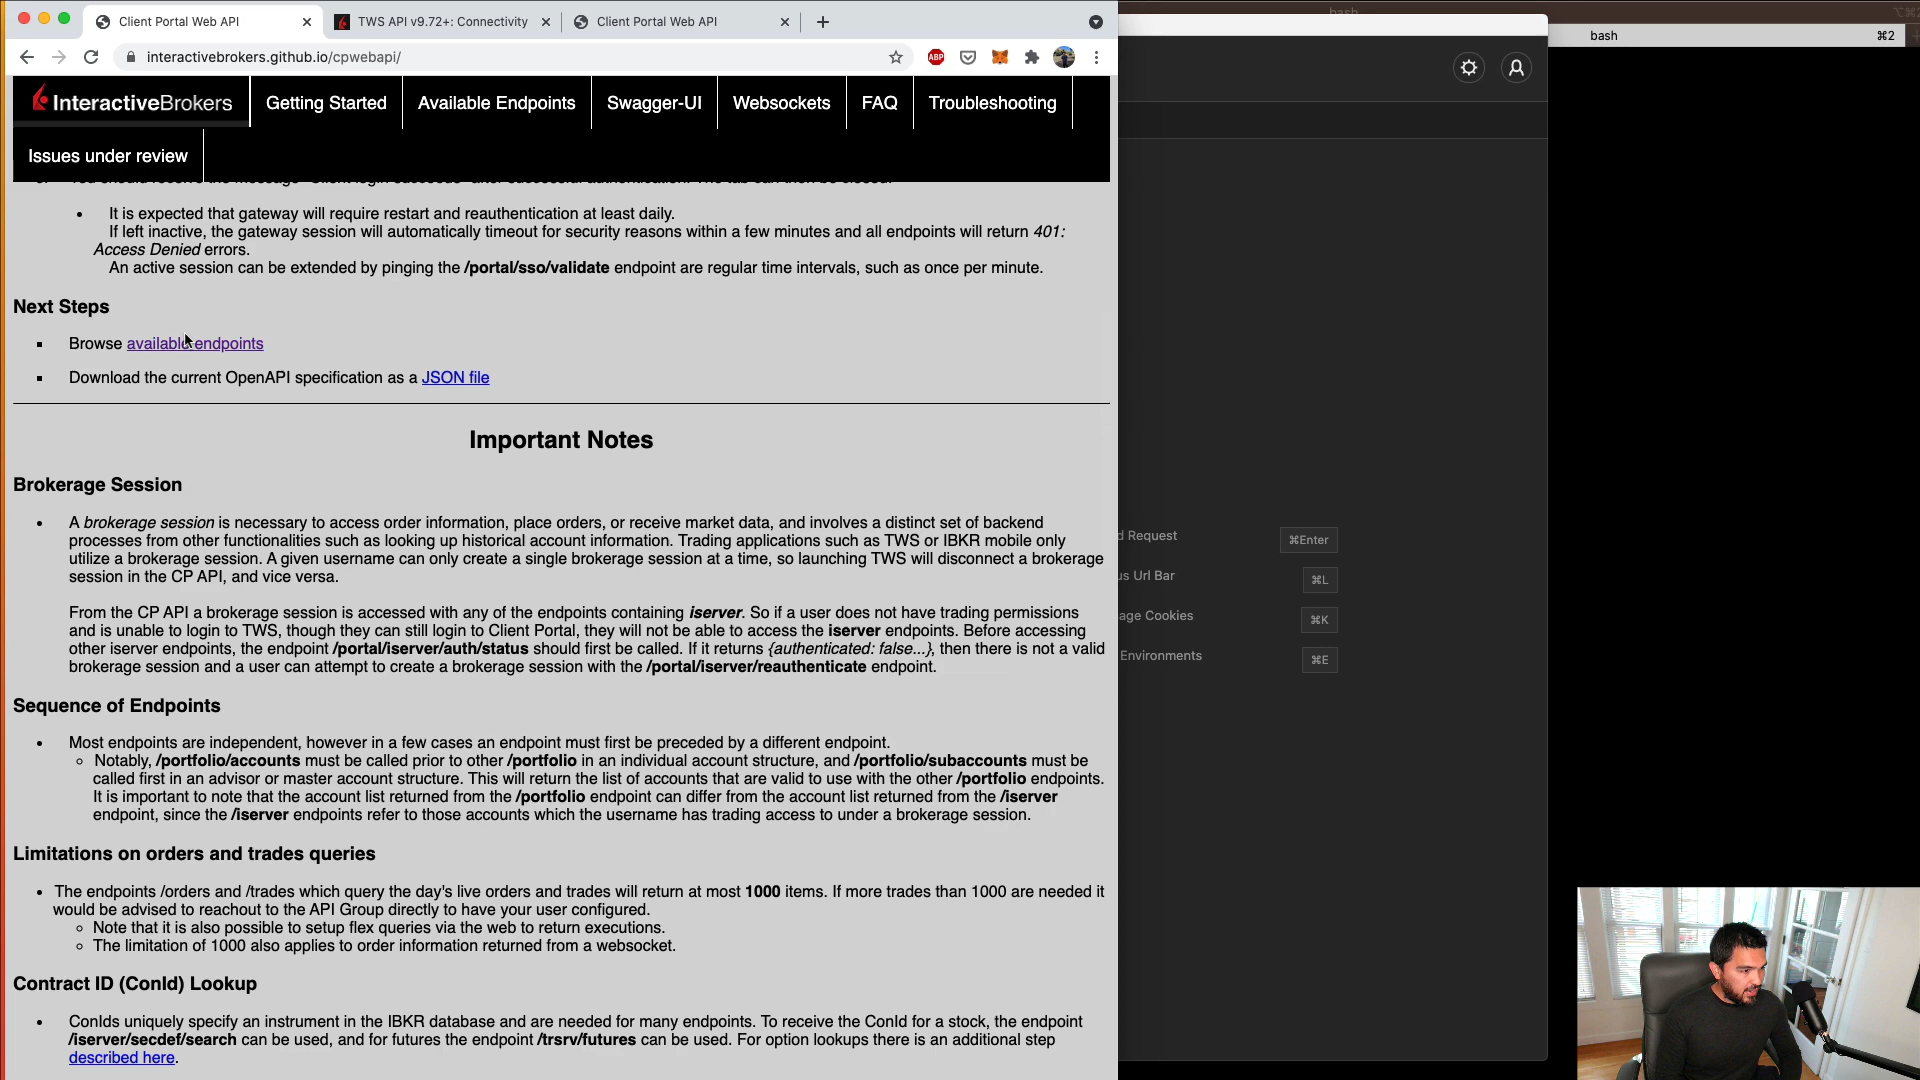 bash
Client Portal Web API
TWS API v9.72+: Connectivity
Client Portal Web API
bash
⌘2
interactivebrokers.github.io/cpwebapi/
ABP
InteractiveBrokers
Getting Started
Available Endpoints
Swagger-UI
Websockets
FAQ
Troubleshooting
Issues under review
It is expected that gateway will require restart and reauthentication at least daily.
If left inactive, the gateway session will automatically timeout for security reasons within a few minutes and all endpoints will return 401:
Access Denied errors.
An active session can be extended by pinging the /portal/sso/validate endpoint are regular time intervals, such as once per minute.
Next Steps
Browse available endpoints
Download the current OpenAPI specification as a JSON file
Important Notes
Brokerage Session
A brokerage session is necessary to access order information, place orders, or receive market data, and involves a distinct set of backend
processes from other functionalities such as looking up historical account information. Trading applications such as TWS or IBKR mobile only
utilize a brokerage session. A given username can only create a single brokerage session at a time, so launching TWS will disconnect a brokerage
session in the CP API, and vice versa.
From the CP API a brokerage session is accessed with any of the endpoints containing iserver. So if a user does not have trading permissions
and is unable to login to TWS, though they can still login to Client Portal, they will not be able to access the iserver endpoints. Before accessing
other iserver endpoints, the endpoint /portal/iserver/auth/status should first be called. If it returns {authenticated: false...}, then there is not a valid
brokerage session and a user can attempt to create a brokerage session with the /portal/iserver/reauthenticate endpoint.
Sequence of Endpoints
Most endpoints are independent, however in a few cases an endpoint must first be preceded by a different endpoint.
Notably, /portfolio/accounts must be called prior to other /portfolio in an individual account structure, and /portfolio/subaccounts must be
called first in an advisor or master account structure. This will return the list of accounts that are valid to use with the other /portfolio endpoints.
It is important to note that the account list returned from the /portfolio endpoint can differ from the account list returned from the /iserver
endpoint, since the /iserver endpoints refer to those accounts which the username has trading access to under a brokerage session.
Limitations on orders and trades queries
The endpoints /orders and /trades which query the day's live orders and trades will return at most 1000 items. If more trades than 1000 are needed it
would be advised to reachout to the API Group directly to have your user configured.
Note that it is also possible to setup flex queries via the web to return executions.
The limitation of 1000 also applies to order information returned from a websocket.
Contract ID (ConId) Lookup
ConIds uniquely specify an instrument in the IBKR database and are needed for many endpoints. To receive the ConId for a stock, the endpoint
/iserver/secdef/search can be used, and for futures the endpoint /trsrv/futures can be used. For option lookups there is an additional step
described here.
d Request
⌘Enter
us Url Bar
⌘L
age Cookies
⌘K
Environments
⌘E